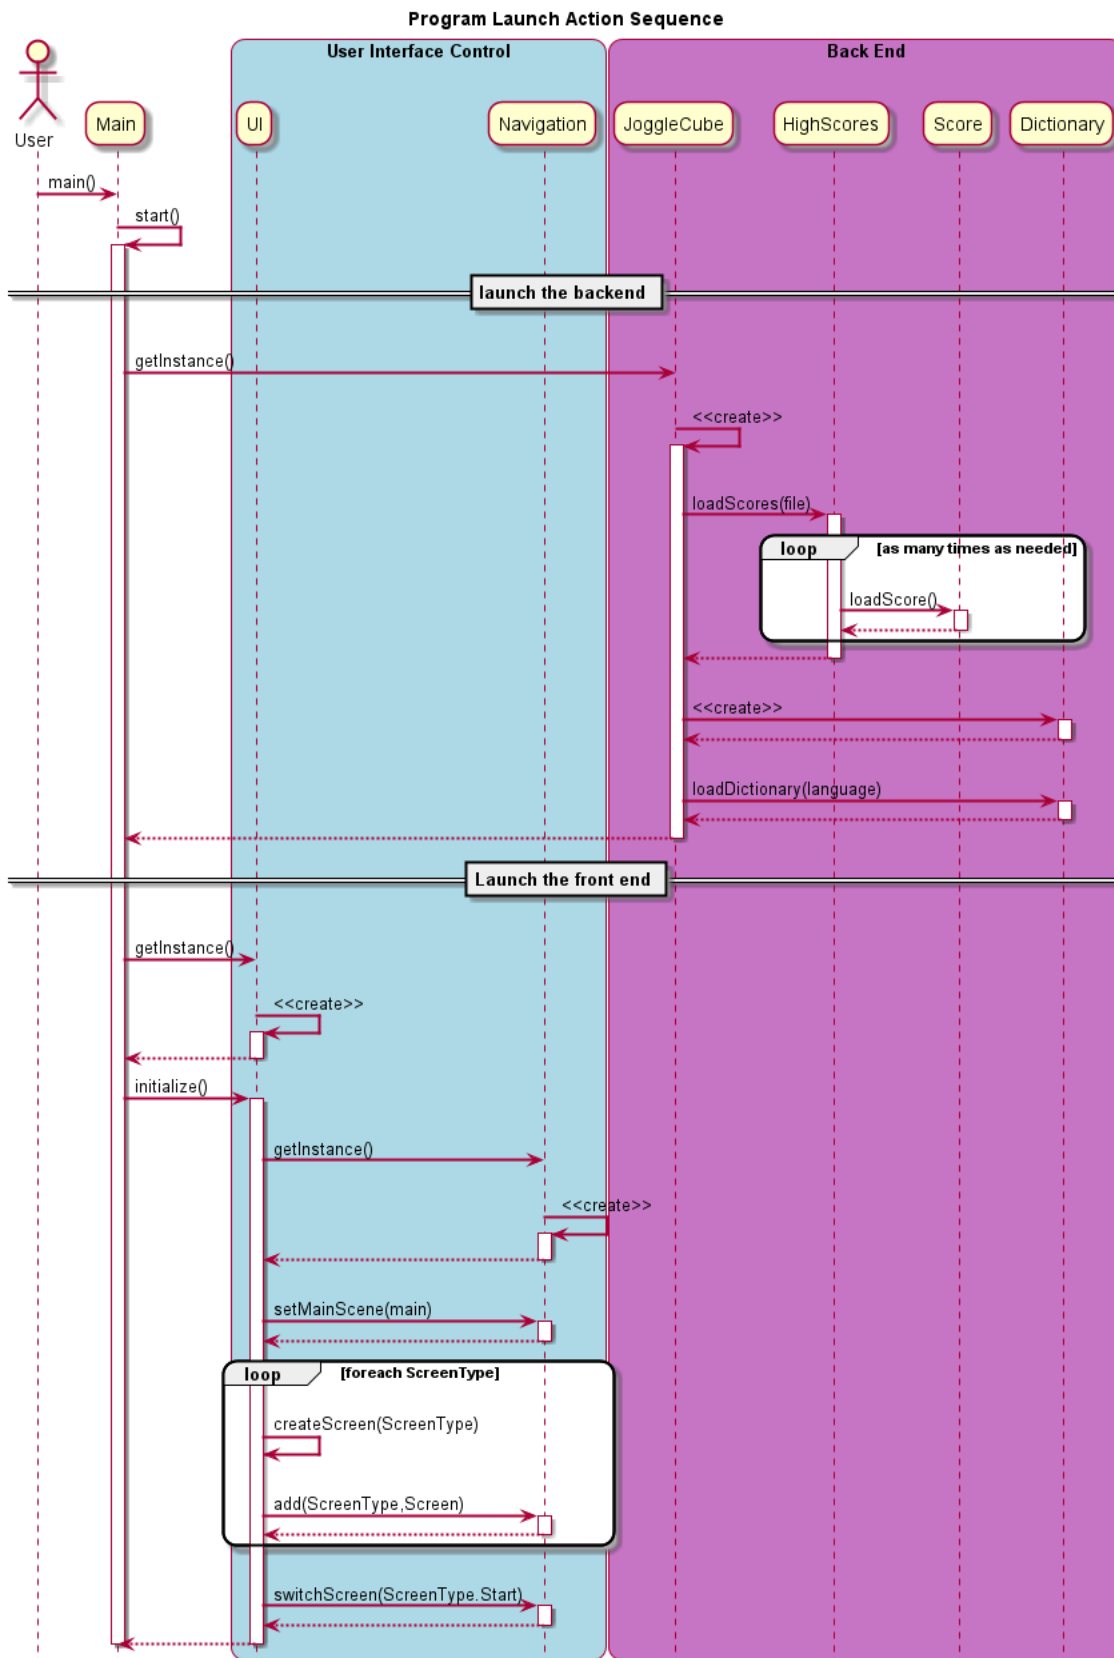 Program Launch Action Sequence
User Interface Control
Back End
User
Main
UI
Navigation
JoggleCube
HighScores
Score
Dictionary
main()
start()
launch the backend
getInstance()
<<create>>
loadScores(file)
loop
[as many times as needed]
loadScore()
<<create>>
loadDictionary(language)
Launch the front end
getInstance()
<<create>>
initialize()
getInstance()
<<create>>
setMainScene(main)
loop
[foreach ScreenType]
createScreen(ScreenType)
add(ScreenType,Screen)
switchScreen(ScreenType.Start)